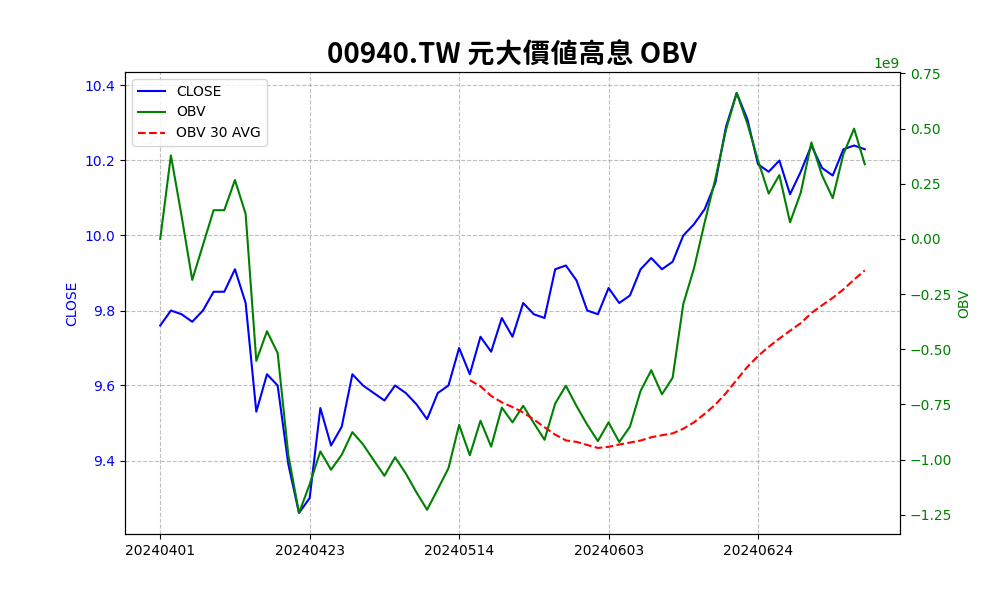 00940.TW 元大價值高息 OBV
1e9
CLOSE
OBV
OBV 30 AVG
10.4
10.2
10.0
9.8
9.6
9.4
CLOSE
0.75
0.50
0.25
0.00
−0.25
−0.50
−0.75
−1.00
−1.25
OBV
20240401
20240423
20240514
20240603
20240624